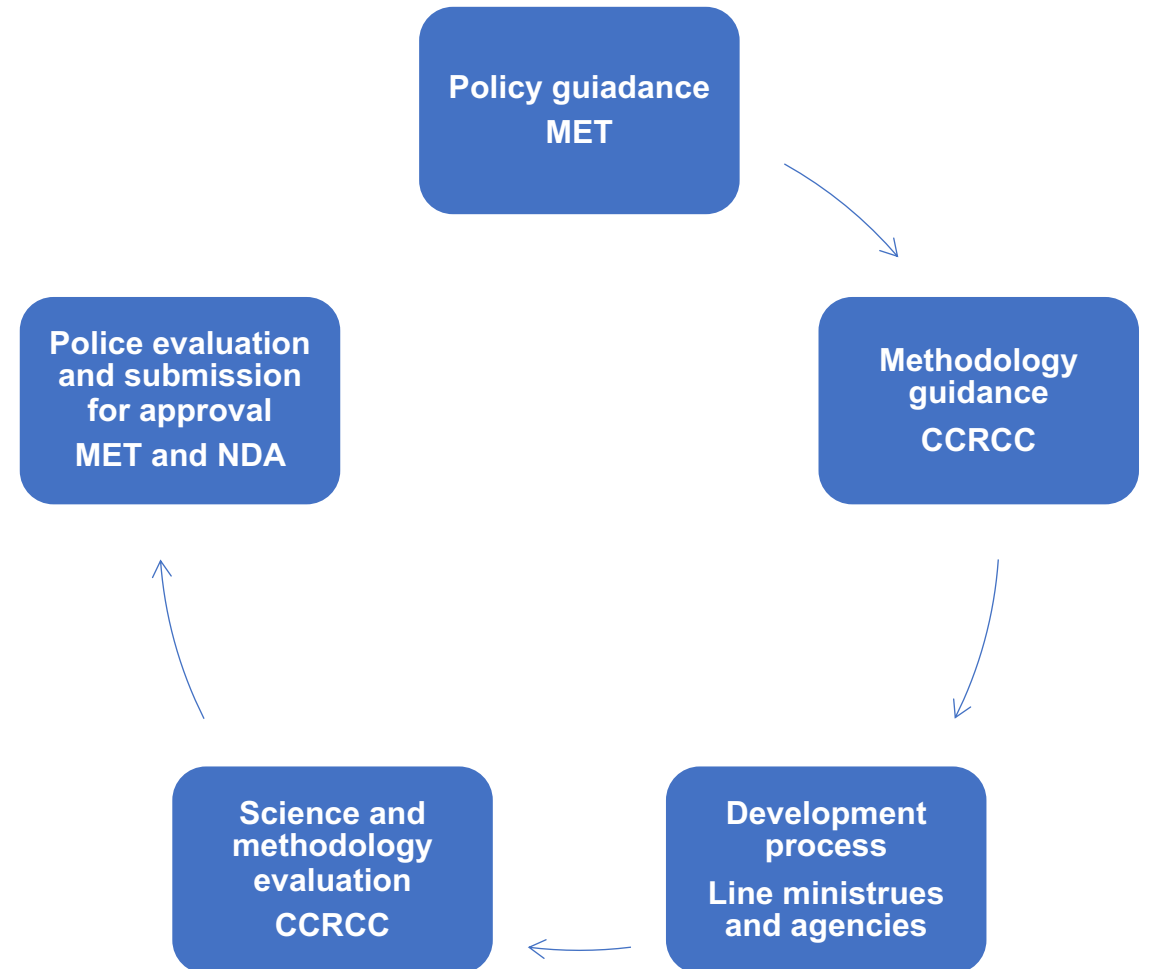 Policy guiadance
MET
Methodology
guidance
CCRCC
Development
process
Line ministrues
and agencies
Science and
methodology
evaluation
CCRCC
Police evaluation
and submission
for approval
MET and NDA